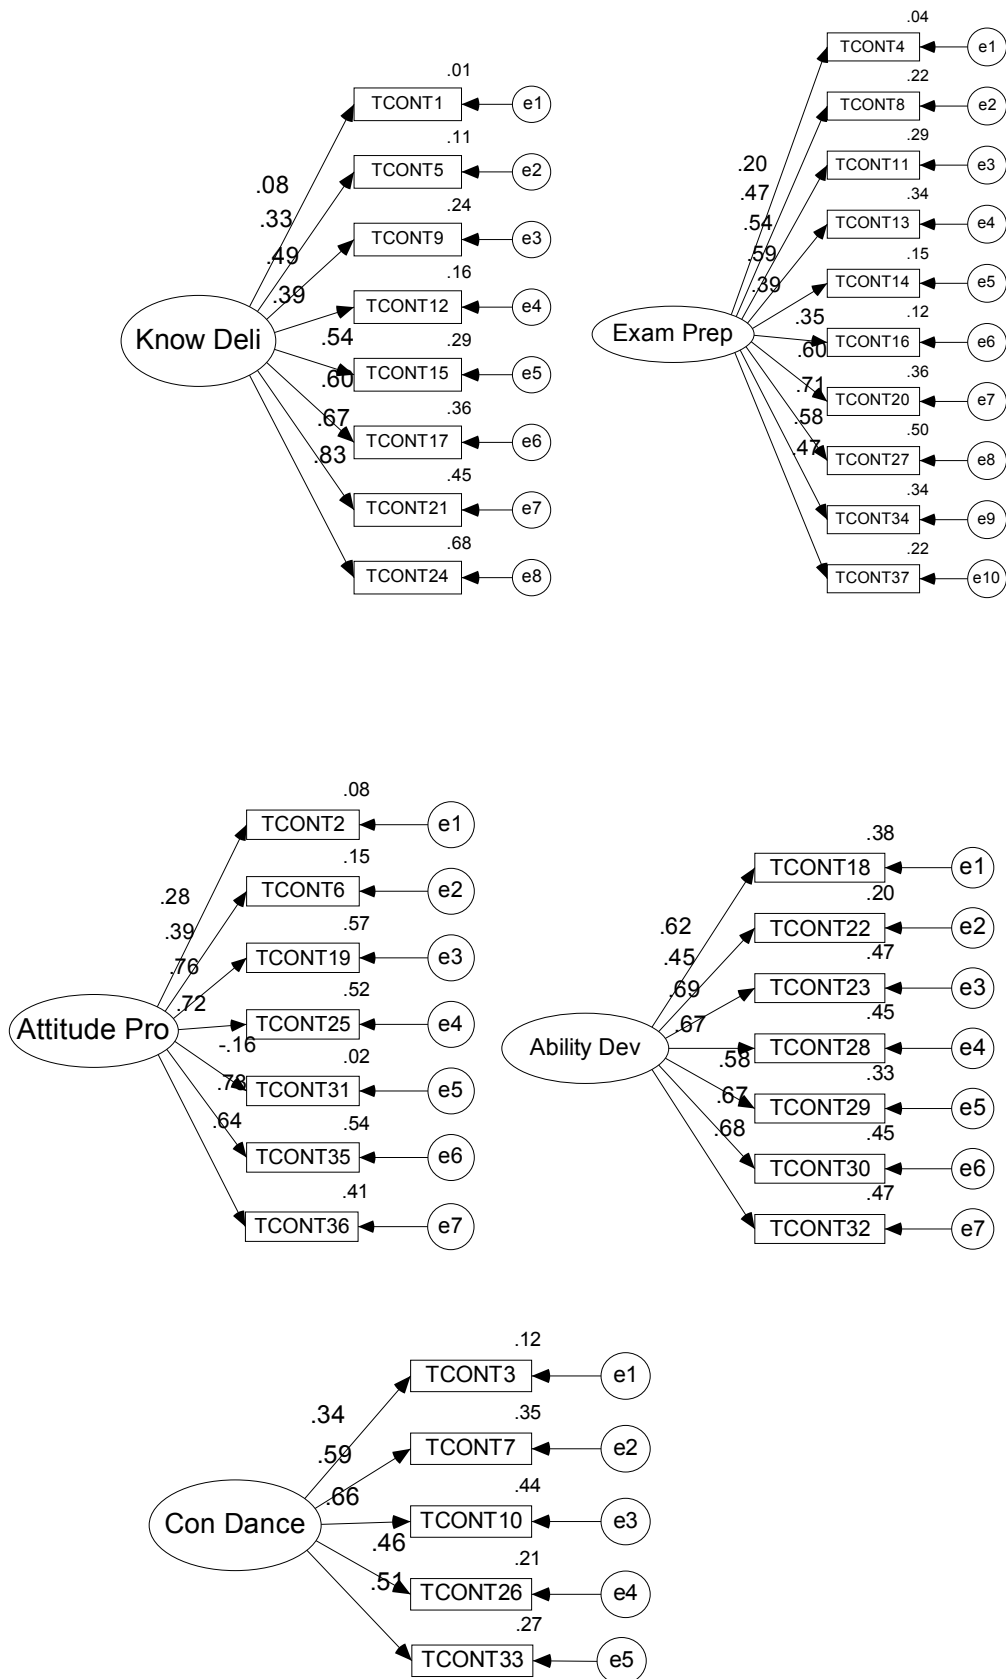 .01
TCONT1
e1
.11
TCONT5
e2
.24
TCONT9
e3
.16
TCONT12
e4
.29
TCONT15
e5
.36
TCONT17
e6
.45
TCONT21
e7
.68
TCONT24
e8
Know Deli
.08
.33
.49
.39
.54
.60
.67
.83
.04
TCONT4
e1
.22
TCONT8
e2
.29
TCONT11
e3
.34
TCONT13
e4
.15
TCONT14
e5
.12
TCONT16
e6
.36
TCONT20
e7
.50
TCONT27
e8
.34
TCONT34
e9
.22
TCONT37
e10
Exam Prep
.20
.47
.54
.59
.39
.35
.60
.71
.58
.47
.08
TCONT2
e1
.15
TCONT6
e2
.57
TCONT19
e3
.52
TCONT25
e4
.02
TCONT31
e5
.54
TCONT35
e6
.41
TCONT36
e7
Attitude Pro
.28
.39
.76
.72
-.16
.64
.38
TCONT18
e1
.20
TCONT22
e2
.47
TCONT23
e3
.45
TCONT28
e4
.33
TCONT29
e5
.45
TCONT30
e6
.47
TCONT32
e7
Ability Dev
.62
.45
.69
.67
.58
.67
.68
.12
TCONT3
e1
.35
TCONT7
e2
.44
TCONT10
e3
.21
TCONT26
e4
.27
TCONT33
e5
Con Dance
.34
.59
.66
.46
.51